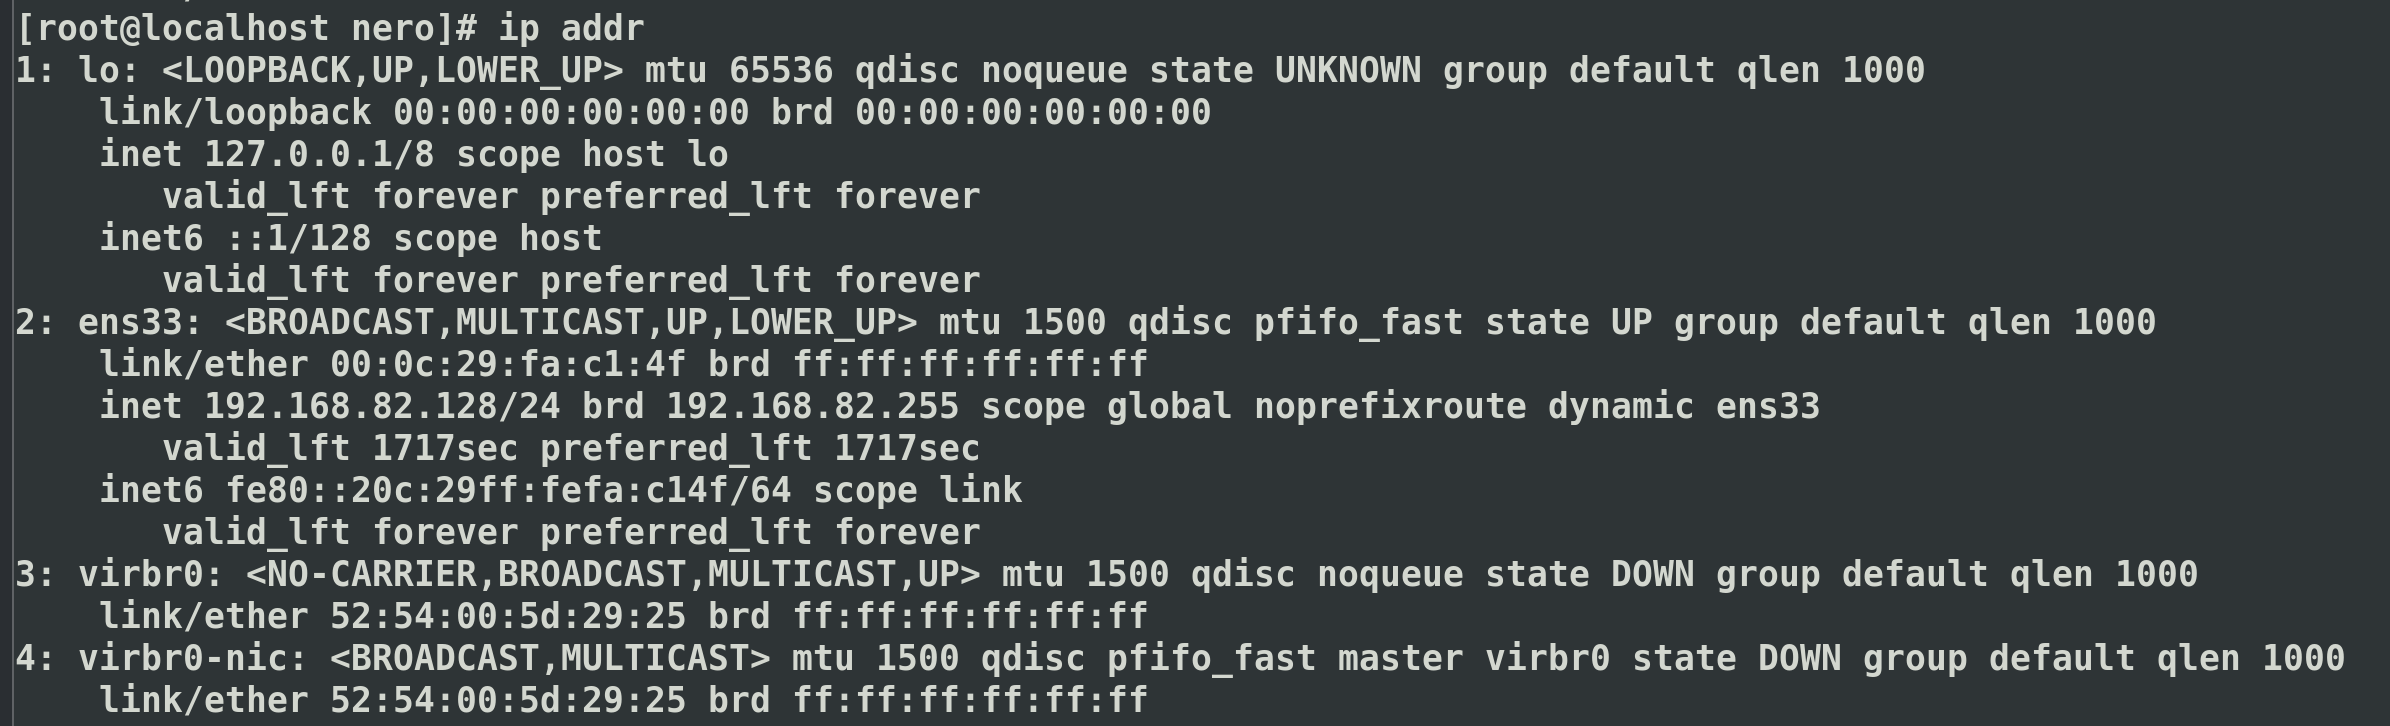 [root@localhost nero]# ip addr
1: lo: <LOOPBACK,UP,LOWER_UP> mtu 65536 qdisc noqueue state UNKNOWN group default qlen 1000
    link/loopback 00:00:00:00:00:00 brd 00:00:00:00:00:00
    inet 127.0.0.1/8 scope host lo
       valid_lft forever preferred_lft forever
    inet6 ::1/128 scope host
       valid_lft forever preferred_lft forever
2: ens33: <BROADCAST,MULTICAST,UP,LOWER_UP> mtu 1500 qdisc pfifo_fast state UP group default qlen 1000
    link/ether 00:0c:29:fa:c1:4f brd ff:ff:ff:ff:ff:ff
    inet 192.168.82.128/24 brd 192.168.82.255 scope global noprefixroute dynamic ens33
       valid_lft 1717sec preferred_lft 1717sec
    inet6 fe80::20c:29ff:fefa:c14f/64 scope link
       valid_lft forever preferred_lft forever
3: virbr0: <NO-CARRIER,BROADCAST,MULTICAST,UP> mtu 1500 qdisc noqueue state DOWN group default qlen 1000
    link/ether 52:54:00:5d:29:25 brd ff:ff:ff:ff:ff:ff
4: virbr0-nic: <BROADCAST,MULTICAST> mtu 1500 qdisc pfifo_fast master virbr0 state DOWN group default qlen 1000
    link/ether 52:54:00:5d:29:25 brd ff:ff:ff:ff:ff:ff